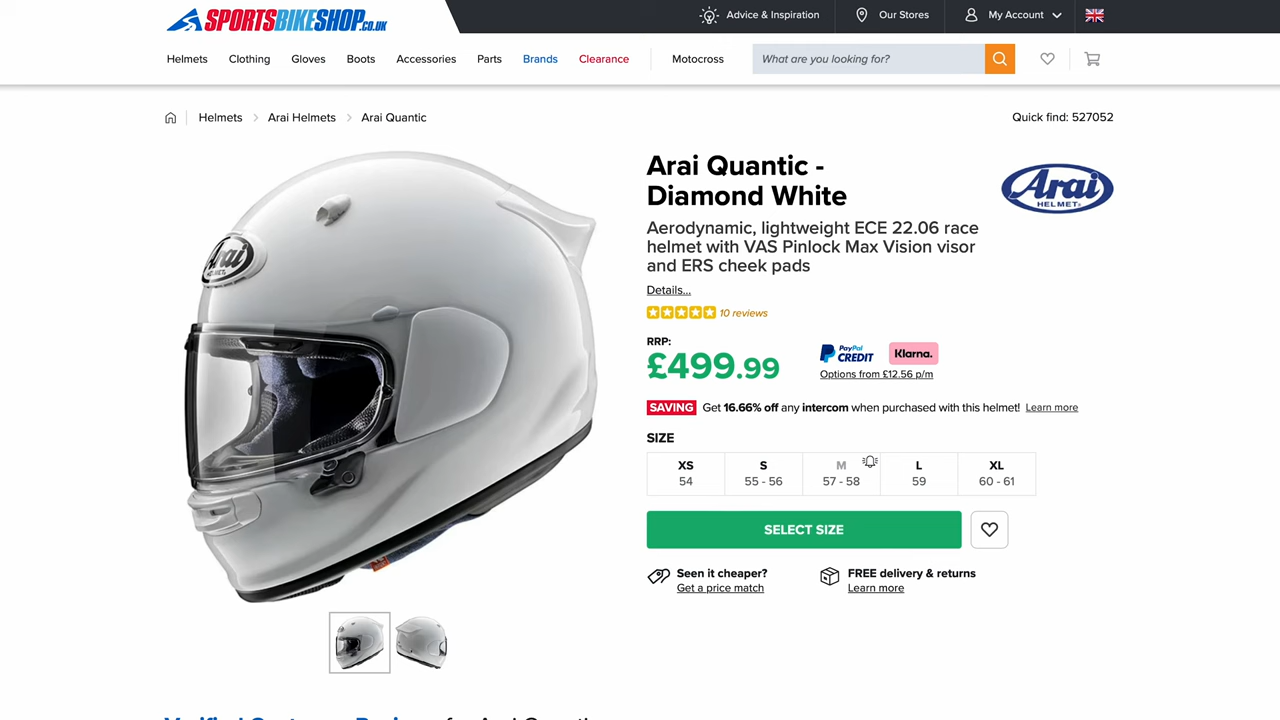 SPORTSBIKESHOP.CO.UK
Advice & Inspiration
Our Stores
My Account
Helmets
Clothing
Gloves
Boots
Accessories
Parts
Brands
Clearance
Motocross
What are you looking for?
Helmets
Arai Helmets
Arai Quantic
Quick find: 527052
Arai Quantic -
Diamond White
Arai
HELMET
Aerodynamic, lightweight ECE 22.06 race
helmet with VAS Pinlock Max Vision visor
and ERS cheek pads
Details...
10 reviews
RRP:
£499.99
PayPal
CREDIT
Klarna.
Options from £12.56 p/m
SAVING Get 16.66% off any intercom when purchased with this helmet! Learn more
SIZE
XS
54
S
55 - 56
M
57 - 58
L
59
XL
60 - 61
SELECT SIZE
Seen it cheaper?
Get a price match
FREE delivery & returns
Learn more
Arai
HELMET